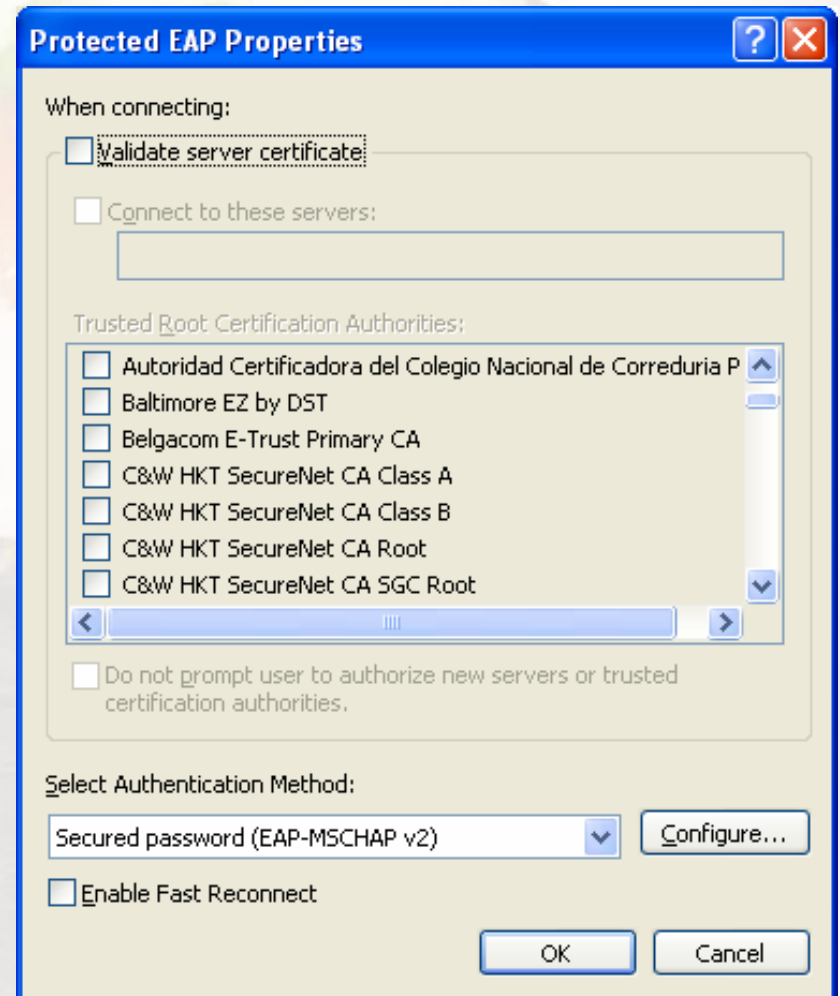 Protected EAP Properties
When connecting:
Validate server certificate
Connect to these servers:
Trusted Root Certification Authorities:
Autoridad Certificadora del Colegio Nacional de Correduria P
Baltimore EZ by DST
Belgacom E-Trust Primary CA
C&W HKT SecureNet CA Class A
C&W HKT SecureNet CA Class B
C&W HKT SecureNet CA Root
C&W HKT SecureNet CA SGC Root
Do not prompt user to authorize new servers or trusted
certification authorities.
Select Authentication Method:
Secured password (EAP-MSCHAP v2)
Configure...
Enable Fast Reconnect
OK
Cancel